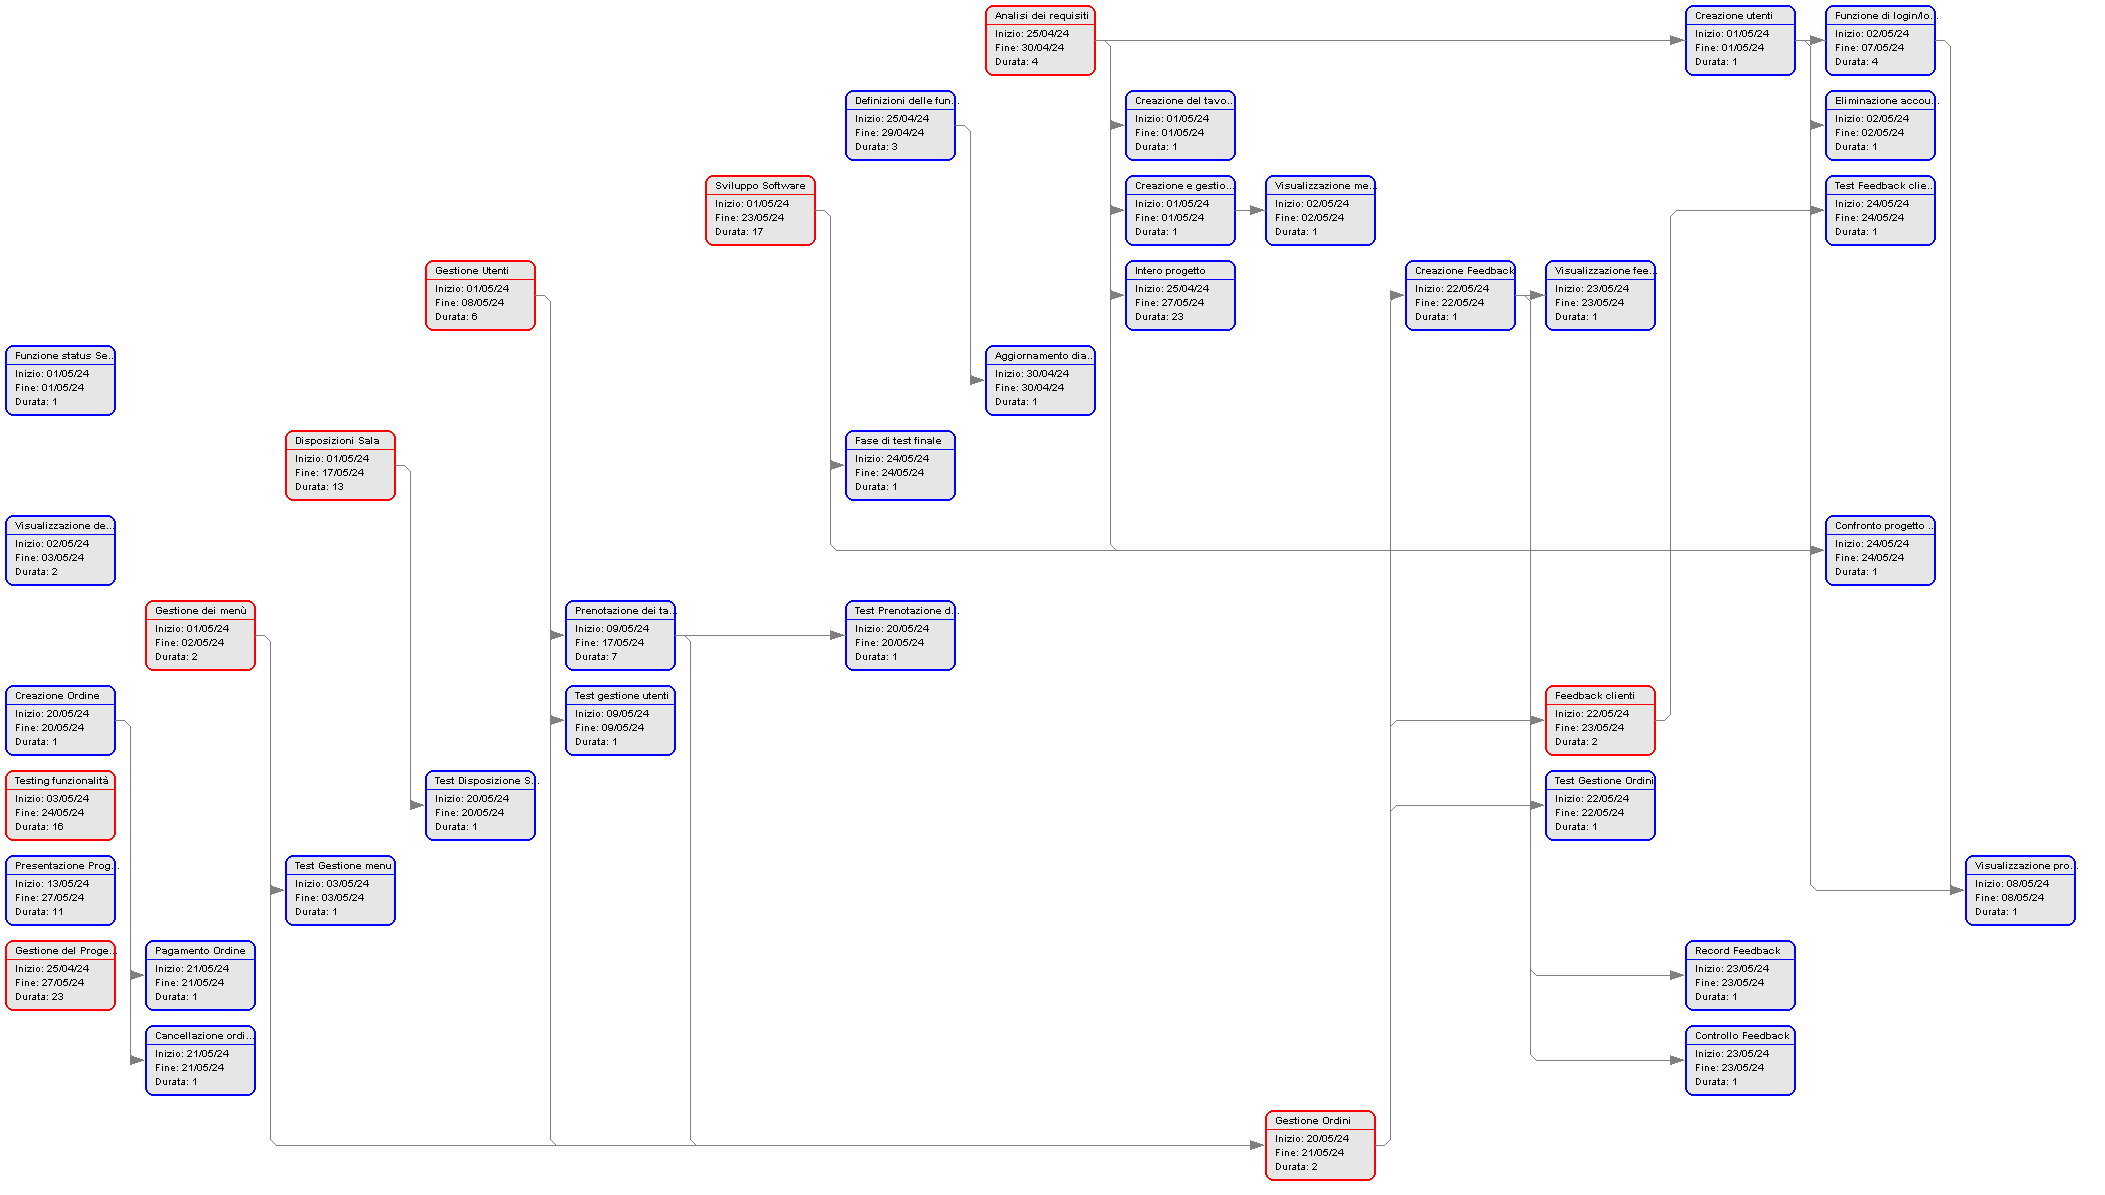 Analisi dei requisiti
Inizio: 25/04/24
Fine: 30/04/24
Durata: 4
Creazione utenti
Inizio: 01/05/24
Fine: 01/05/24
Durata: 1
Funzione di login/lo...
Inizio: 02/05/24
Fine: 07/05/24
Durata: 4
Definizioni delle fun...
Inizio: 25/04/24
Fine: 29/04/24
Durata: 3
Creazione del tavo...
Inizio: 01/05/24
Fine: 01/05/24
Durata: 1
Eliminazione accou...
Inizio: 02/05/24
Fine: 02/05/24
Durata: 1
Sviluppo Software
Inizio: 01/05/24
Fine: 23/05/24
Durata: 17
Creazione e gestio...
Inizio: 01/05/24
Fine: 01/05/24
Durata: 1
Visualizzazione me...
Inizio: 02/05/24
Fine: 02/05/24
Durata: 1
Test Feedback clie...
Inizio: 24/05/24
Fine: 24/05/24
Durata: 1
Gestione Utenti
Inizio: 01/05/24
Fine: 08/05/24
Durata: 6
Intero progetto
Inizio: 25/04/24
Fine: 27/05/24
Durata: 23
Creazione Feedback
Inizio: 22/05/24
Fine: 22/05/24
Durata: 1
Visualizzazione fee...
Inizio: 23/05/24
Fine: 23/05/24
Durata: 1
Funzione status Se...
Inizio: 01/05/24
Fine: 01/05/24
Durata: 1
Aggiornamento dia...
Inizio: 30/04/24
Fine: 30/04/24
Durata: 1
Disposizioni Sala
Inizio: 01/05/24
Fine: 17/05/24
Durata: 13
Fase di test finale
Inizio: 24/05/24
Fine: 24/05/24
Durata: 1
Visualizzazione de...
Inizio: 02/05/24
Fine: 03/05/24
Durata: 2
Confronto progetto ...
Inizio: 24/05/24
Fine: 24/05/24
Durata: 1
Gestione dei menù
Inizio: 01/05/24
Fine: 02/05/24
Durata: 2
Prenotazione dei ta...
Inizio: 09/05/24
Fine: 17/05/24
Durata: 7
Test Prenotazione d...
Inizio: 20/05/24
Fine: 20/05/24
Durata: 1
Creazione Ordine
Inizio: 20/05/24
Fine: 20/05/24
Durata: 1
Test gestione utenti
Inizio: 09/05/24
Fine: 09/05/24
Durata: 1
Feedback clienti
Inizio: 22/05/24
Fine: 23/05/24
Durata: 2
Testing funzionalità
Inizio: 03/05/24
Fine: 24/05/24
Durata: 16
Test Disposizione S...
Inizio: 20/05/24
Fine: 20/05/24
Durata: 1
Test Gestione Ordini
Inizio: 22/05/24
Fine: 22/05/24
Durata: 1
Presentazione Prog...
Inizio: 13/05/24
Fine: 27/05/24
Durata: 11
Test Gestione menu
Inizio: 03/05/24
Fine: 03/05/24
Durata: 1
Visualizzazione pro...
Inizio: 08/05/24
Fine: 08/05/24
Durata: 1
Gestione del Proge...
Inizio: 25/04/24
Fine: 27/05/24
Durata: 23
Pagamento Ordine
Inizio: 21/05/24
Fine: 21/05/24
Durata: 1
Record Feedback
Inizio: 23/05/24
Fine: 23/05/24
Durata: 1
Cancellazione ordi...
Inizio: 21/05/24
Fine: 21/05/24
Durata: 1
Controllo Feedback
Inizio: 23/05/24
Fine: 23/05/24
Durata: 1
Gestione Ordini
Inizio: 20/05/24
Fine: 21/05/24
Durata: 2